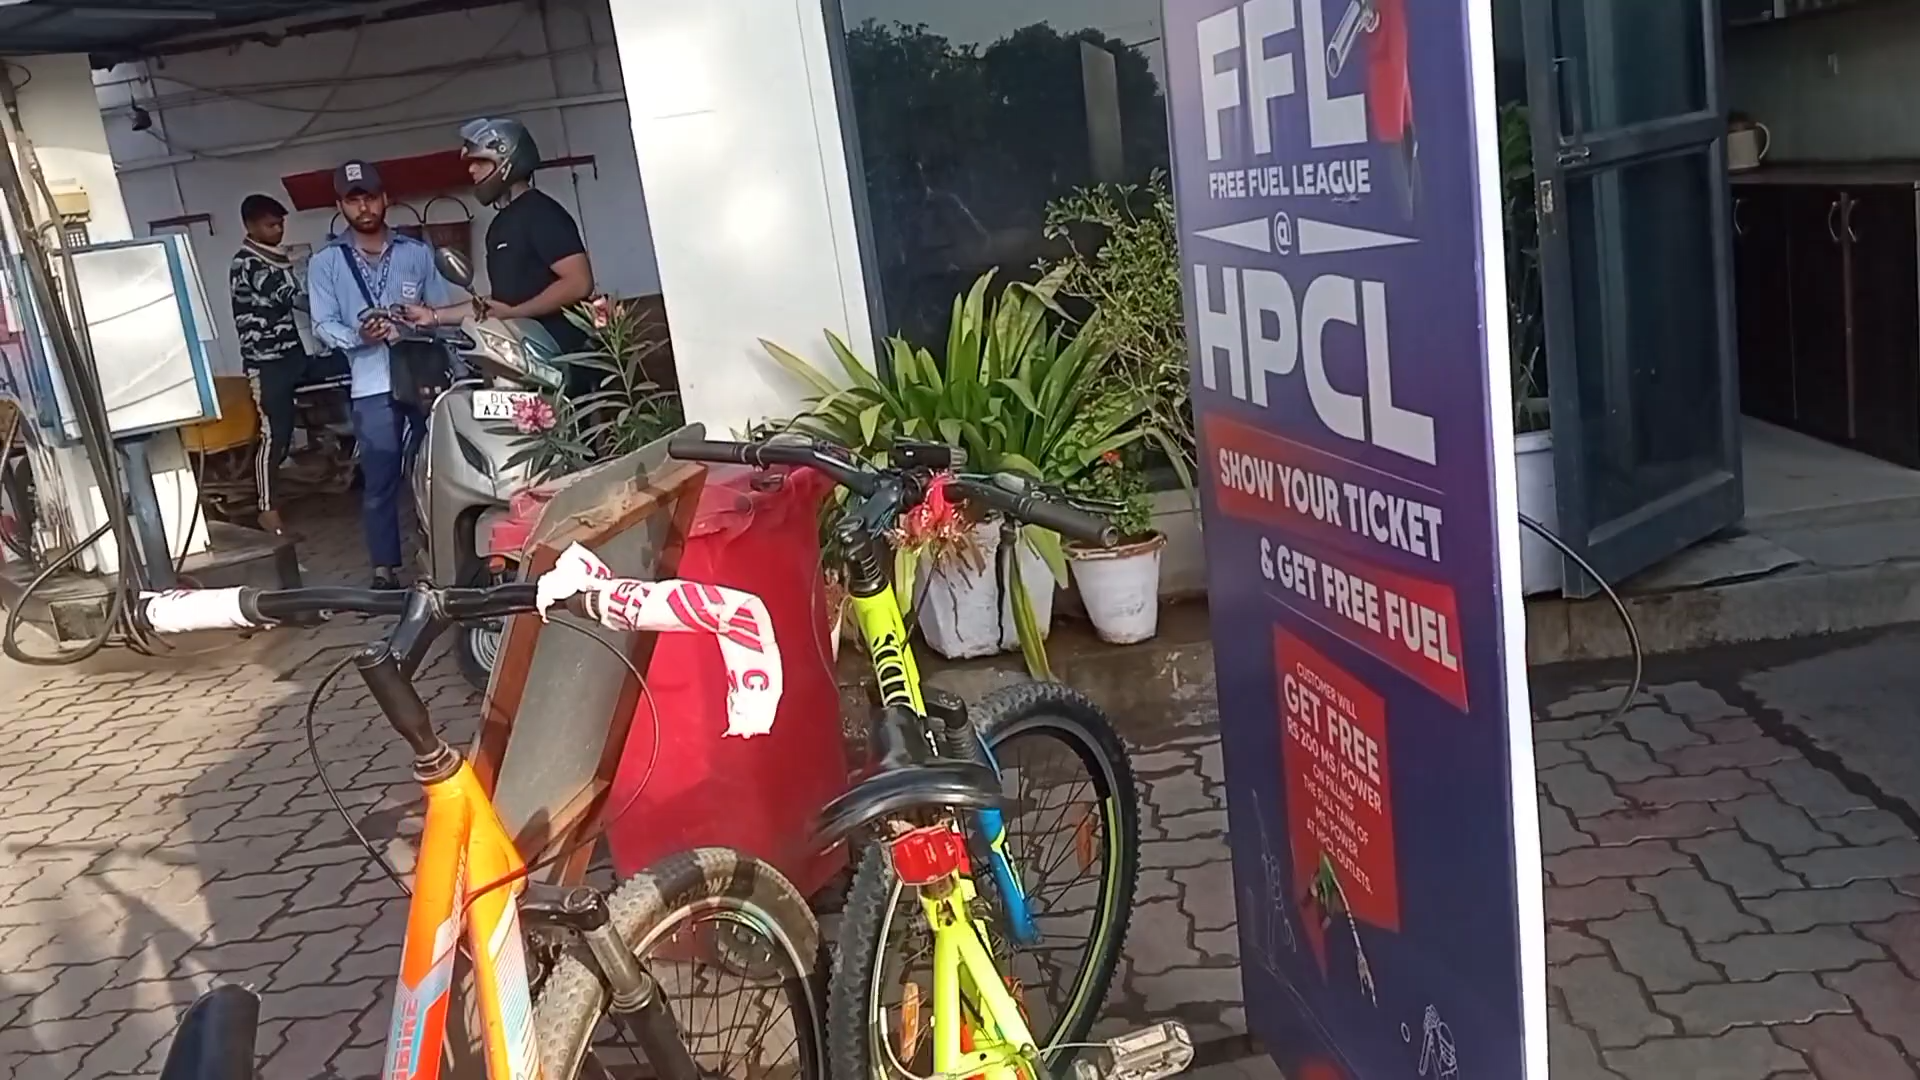 FFL
FREE FUEL LEAGUE
@
HPCL
SHOW YOUR TICKET
& GET FREE FUEL
CUSTOMER WILL
GET FREE
RS 200 MS/POWER
ON FILLING
THE FULL TANK OF
MS/POWER
AT HPCL OUTLETS.